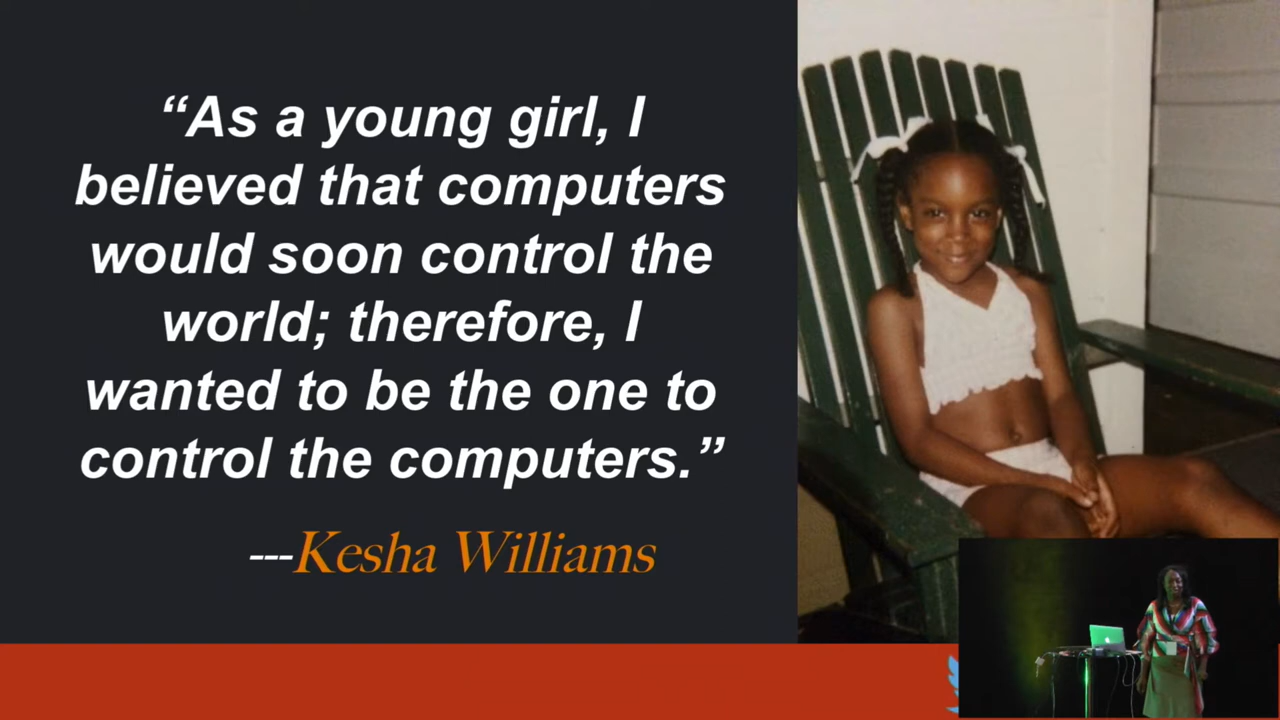 “As a young girl, I
believed that computers
would soon control the
world; therefore, I
wanted to be the one to
control the computers.”
---Kesha Williams